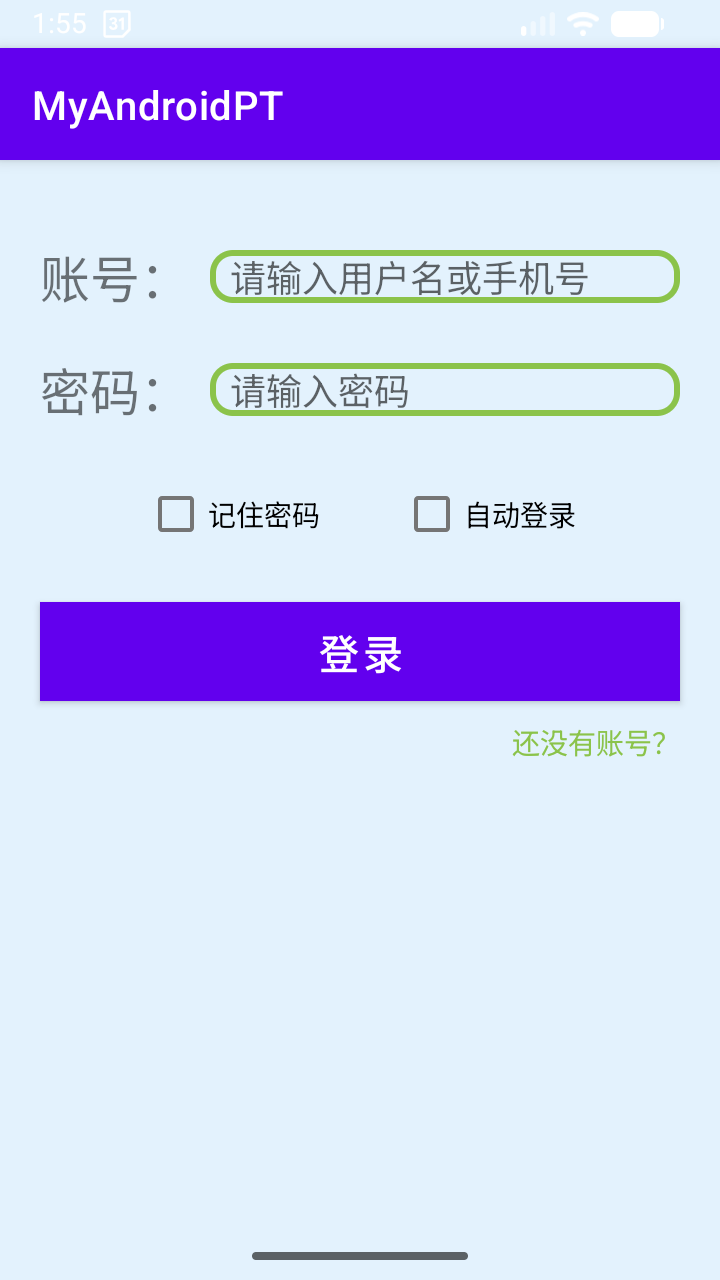 1:55 31
MyAndroidPT
账号： 请输入用户名或手机号
密码： 请输入密码
记住密码 自动登录
登录
还没有账号？